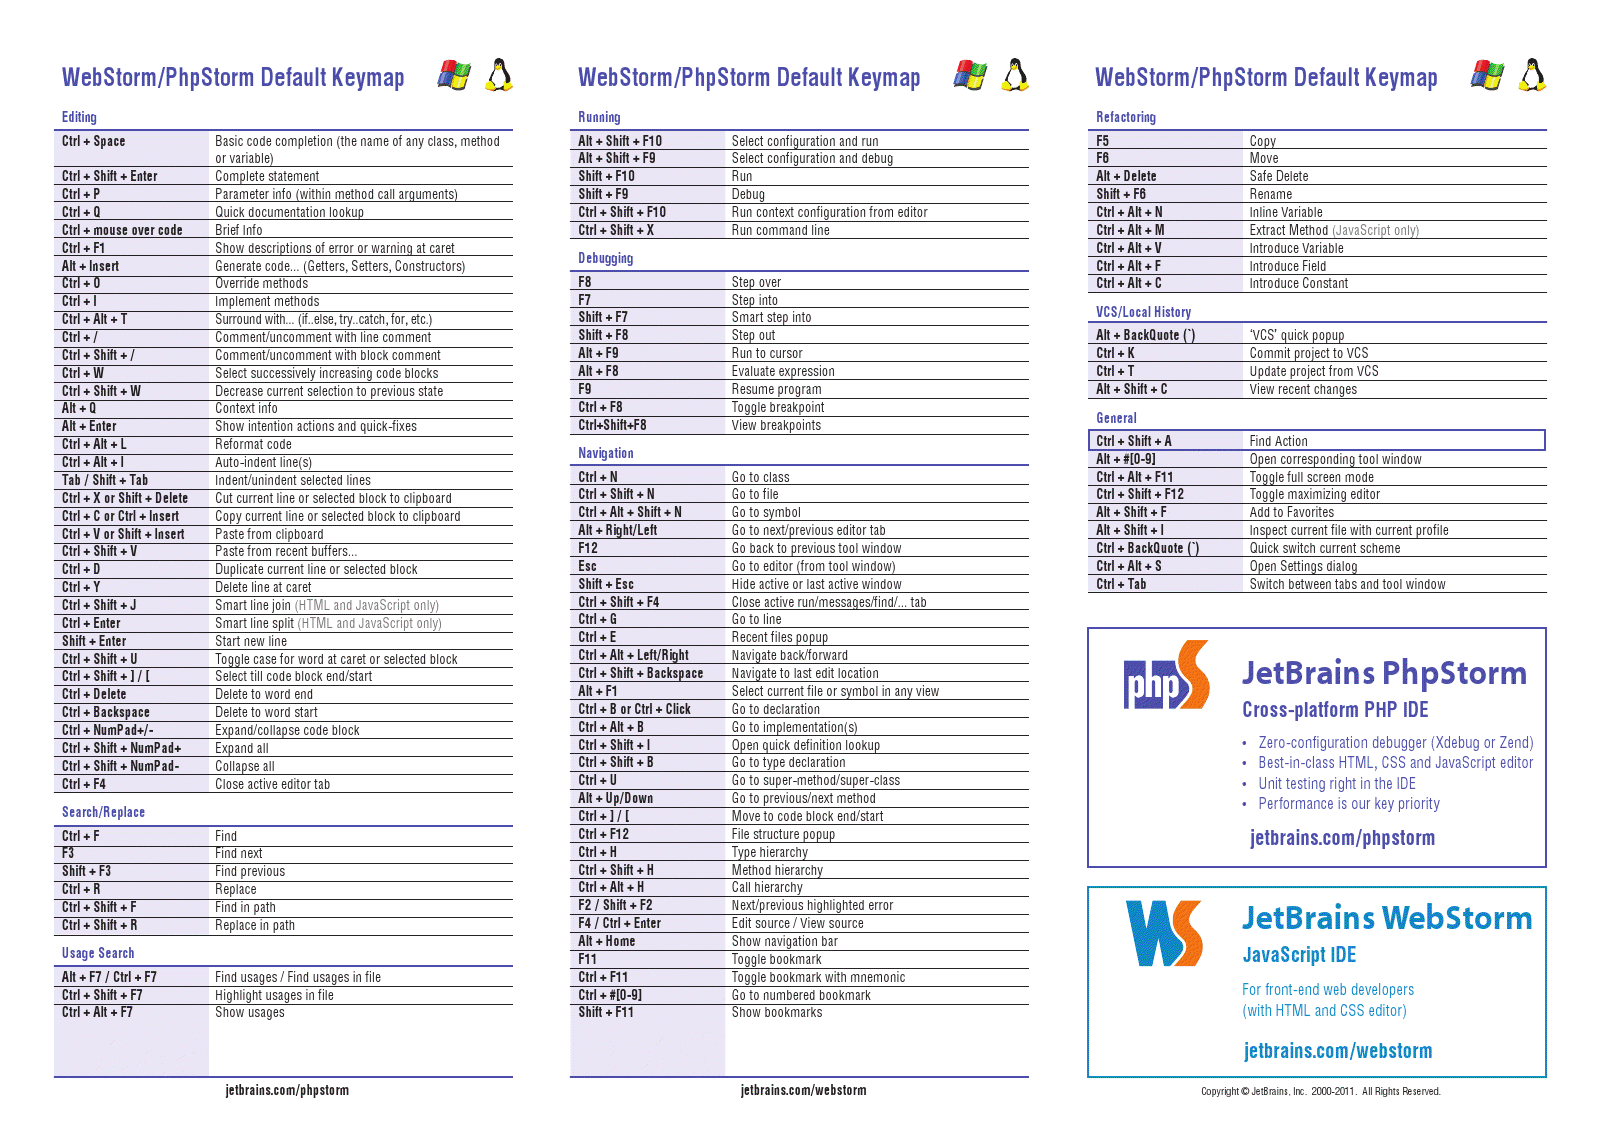 WebStorm/PhpStorm Default Keymap
Editing
Ctrl + Space Basic code completion (the name of any class, method
or variable)
Ctrl + Shift + Enter Complete statement
Ctrl + P Parameter info (within method call arguments)
Ctrl + Q Quick documentation lookup
Ctrl + mouse over code Brief Info
Ctrl + F1 Show descriptions of error or warning at caret
Alt + Insert Generate code... (Getters, Setters, Constructors)
Ctrl + O Override methods
Ctrl + I Implement methods
Ctrl + Alt + T Surround with... (if..else, try..catch, for, etc.)
Ctrl + / Comment/uncomment with line comment
Ctrl + Shift + / Comment/uncomment with block comment
Ctrl + W Select successively increasing code blocks
Ctrl + Shift + W Decrease current selection to previous state
Alt + Q Context info
Alt + Enter Show intention actions and quick-fixes
Ctrl + Alt + L Reformat code
Ctrl + Alt + I Auto-indent line(s)
Tab / Shift + Tab Indent/unindent selected lines
Ctrl + X or Shift + Delete Cut current line or selected block to clipboard
Ctrl + C or Ctrl + Insert Copy current line or selected block to clipboard
Ctrl + V or Shift + Insert Paste from clipboard
Ctrl + Shift + V Paste from recent buffers...
Ctrl + D Duplicate current line or selected block
Ctrl + Y Delete line at caret
Ctrl + Shift + J Smart line join (HTML and JavaScript only)
Ctrl + Enter Smart line split (HTML and JavaScript only)
Shift + Enter Start new line
Ctrl + Shift + U Toggle case for word at caret or selected block
Ctrl + Shift + ] / [ Select till code block end/start
Ctrl + Delete Delete to word end
Ctrl + Backspace Delete to word start
Ctrl + NumPad+/- Expand/collapse code block
Ctrl + Shift + NumPad+ Expand all
Ctrl + Shift + NumPad- Collapse all
Ctrl + F4 Close active editor tab
Search/Replace
Ctrl + F Find
F3 Find next
Shift + F3 Find previous
Ctrl + R Replace
Ctrl + Shift + F Find in path
Ctrl + Shift + R Replace in path
Usage Search
Alt + F7 / Ctrl + F7 Find usages / Find usages in file
Ctrl + Shift + F7 Highlight usages in file
Ctrl + Alt + F7 Show usages
jetbrains.com/phpstorm
WebStorm/PhpStorm Default Keymap
Running
Alt + Shift + F10 Select configuration and run
Alt + Shift + F9 Select configuration and debug
Shift + F10 Run
Shift + F9 Debug
Ctrl + Shift + F10 Run context configuration from editor
Ctrl + Shift + X Run command line
Debugging
F8 Step over
F7 Step into
Shift + F7 Smart step into
Shift + F8 Step out
Alt + F9 Run to cursor
Alt + F8 Evaluate expression
F9 Resume program
Ctrl + F8 Toggle breakpoint
Ctrl+Shift+F8 View breakpoints
Navigation
Ctrl + N Go to class
Ctrl + Shift + N Go to file
Ctrl + Alt + Shift + N Go to symbol
Alt + Right/Left Go to next/previous editor tab
F12 Go back to previous tool window
Esc Go to editor (from tool window)
Shift + Esc Hide active or last active window
Ctrl + Shift + F4 Close active run/messages/find/... tab
Ctrl + G Go to line
Ctrl + E Recent files popup
Ctrl + Alt + Left/Right Navigate back/forward
Ctrl + Shift + Backspace Navigate to last edit location
Alt + F1 Select current file or symbol in any view
Ctrl + B or Ctrl + Click Go to declaration
Ctrl + Alt + B Go to implementation(s)
Ctrl + Shift + I Open quick definition lookup
Ctrl + Shift + B Go to type declaration
Ctrl + U Go to super-method/super-class
Alt + Up/Down Go to previous/next method
Ctrl + ] / [ Move to code block end/start
Ctrl + F12 File structure popup
Ctrl + H Type hierarchy
Ctrl + Shift + H Method hierarchy
Ctrl + Alt + H Call hierarchy
F2 / Shift + F2 Next/previous highlighted error
F4 / Ctrl + Enter Edit source / View source
Alt + Home Show navigation bar
F11 Toggle bookmark
Ctrl + F11 Toggle bookmark with mnemonic
Ctrl + #[0-9] Go to numbered bookmark
Shift + F11 Show bookmarks
jetbrains.com/webstorm
WebStorm/PhpStorm Default Keymap
Refactoring
F5 Copy
F6 Move
Alt + Delete Safe Delete
Shift + F6 Rename
Ctrl + Alt + N Inline Variable
Ctrl + Alt + M Extract Method (JavaScript only)
Ctrl + Alt + V Introduce Variable
Ctrl + Alt + F Introduce Field
Ctrl + Alt + C Introduce Constant
VCS/Local History
Alt + BackQuote (`) ‘VCS’ quick popup
Ctrl + K Commit project to VCS
Ctrl + T Update project from VCS
Alt + Shift + C View recent changes
General
Ctrl + Shift + A Find Action
Alt + #[0-9] Open corresponding tool window
Ctrl + Alt + F11 Toggle full screen mode
Ctrl + Shift + F12 Toggle maximizing editor
Alt + Shift + F Add to Favorites
Alt + Shift + I Inspect current file with current profile
Ctrl + BackQuote (`) Quick switch current scheme
Ctrl + Alt + S Open Settings dialog
Ctrl + Tab Switch between tabs and tool window
phpS
JetBrains PhpStorm
Cross-platform PHP IDE
• Zero-configuration debugger (Xdebug or Zend)
• Best-in-class HTML, CSS and JavaScript editor
• Unit testing right in the IDE
• Performance is our key priority
jetbrains.com/phpstorm
WS
JetBrains WebStorm
JavaScript IDE
For front-end web developers
(with HTML and CSS editor)
jetbrains.com/webstorm
Copyright © JetBrains, Inc. 2000-2011. All Rights Reserved.